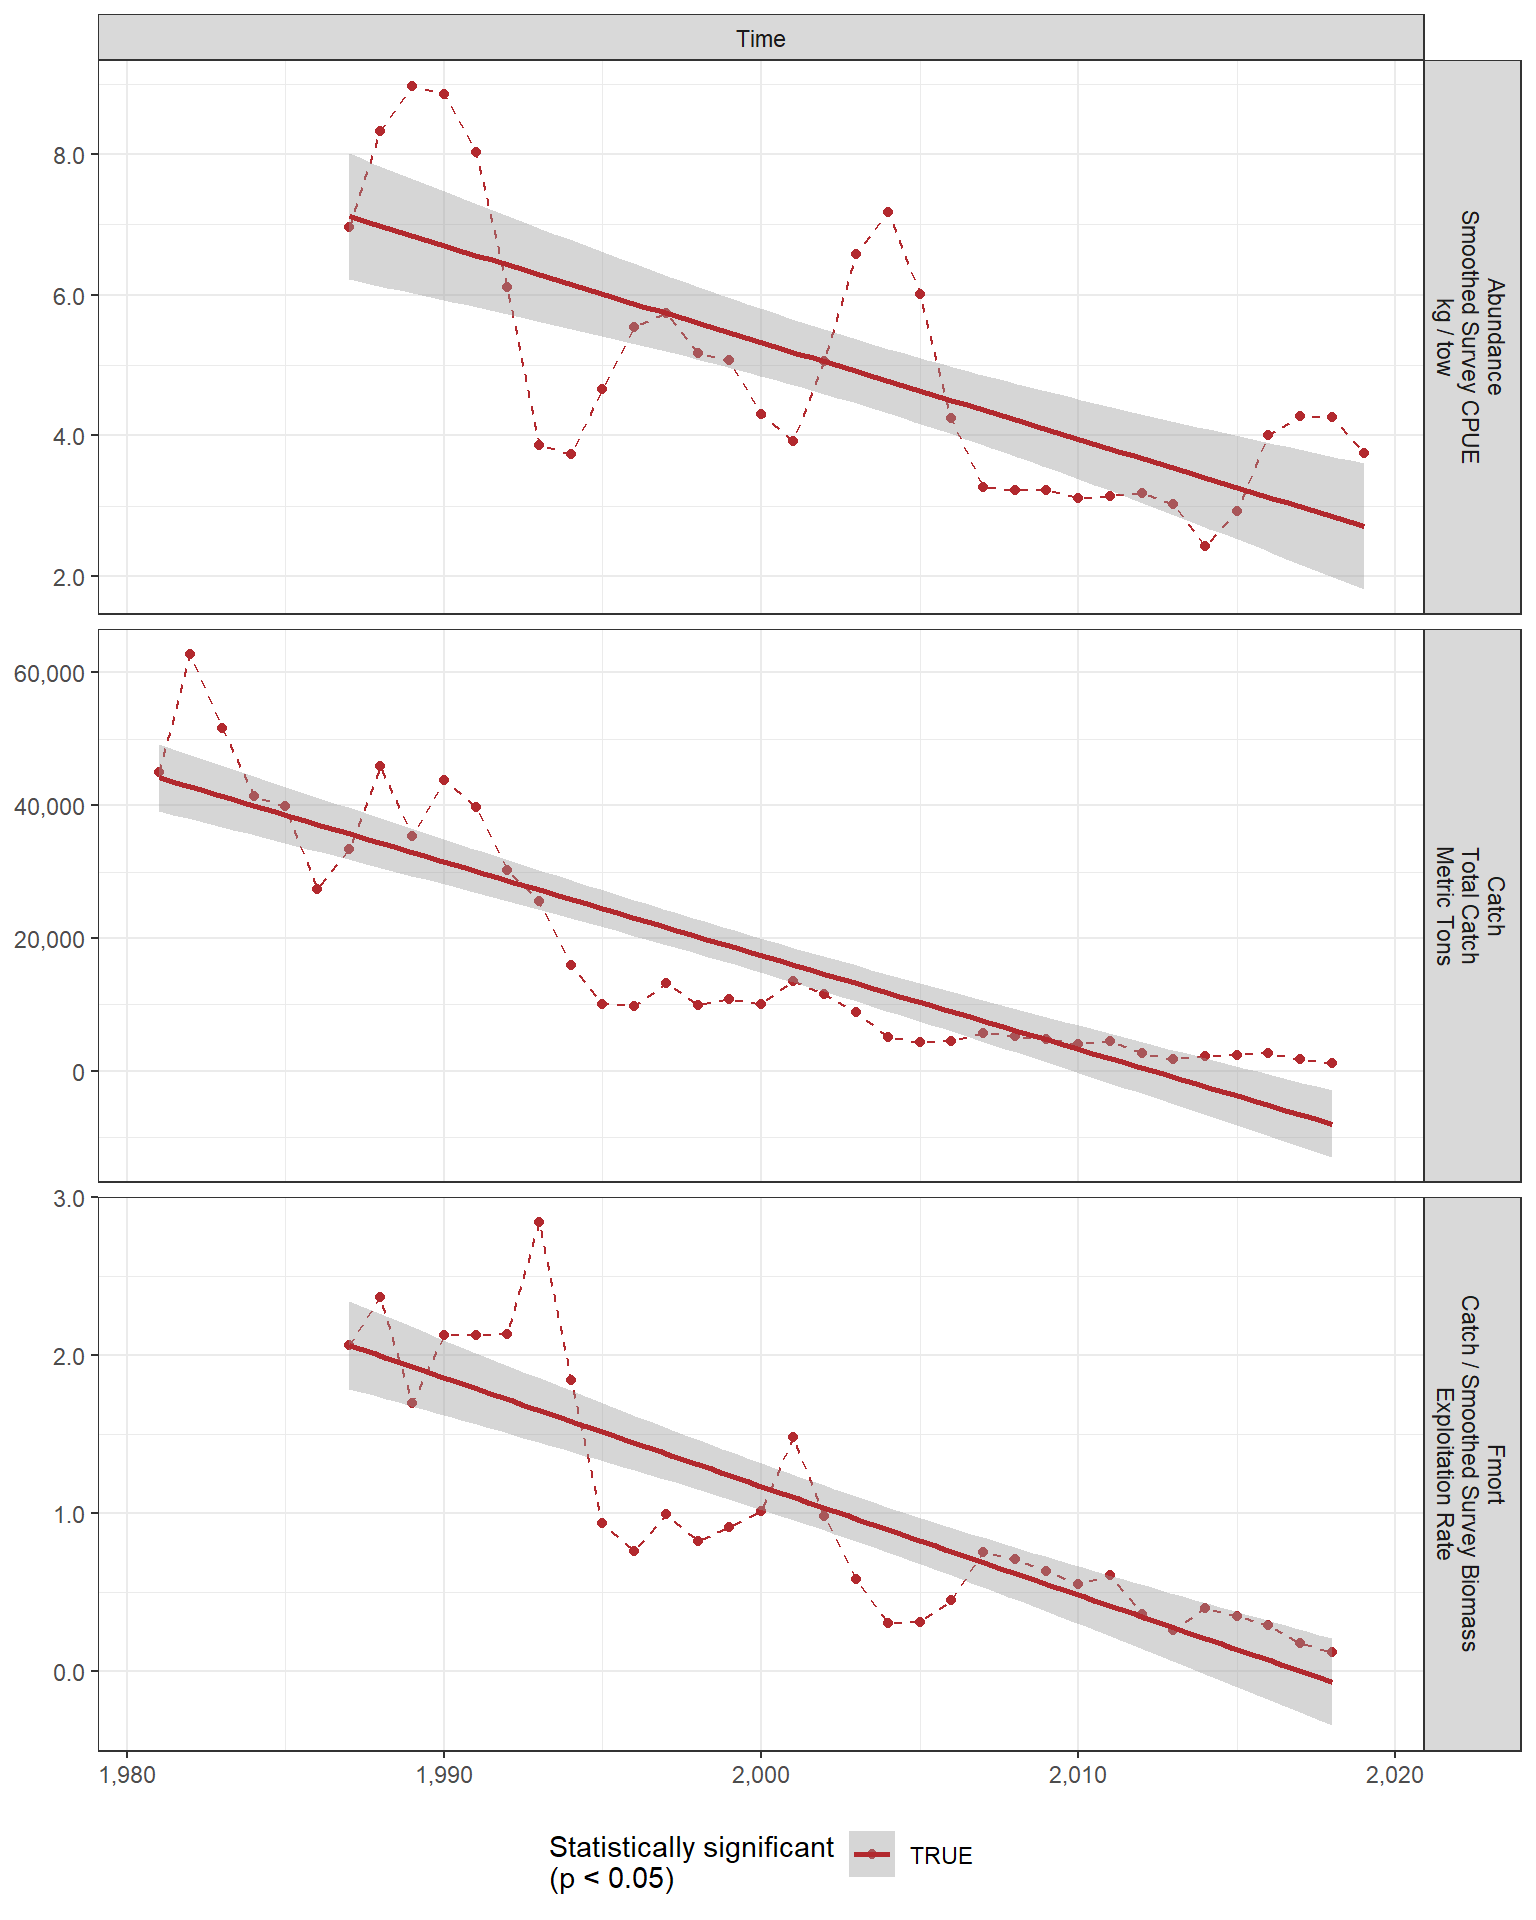 Time
8.0
6.0
4.0
2.0
Abundance
Smoothed Survey CPUE
kg / tow
60,000
40,000
20,000
0
Catch
Total Catch
Metric Tons
3.0
2.0
1.0
0.0
Fmort
Catch / Smoothed Survey Biomass
Exploitation Rate
1,980
1,990
2,000
2,010
2,020
Statistically significant
(p < 0.05)
TRUE